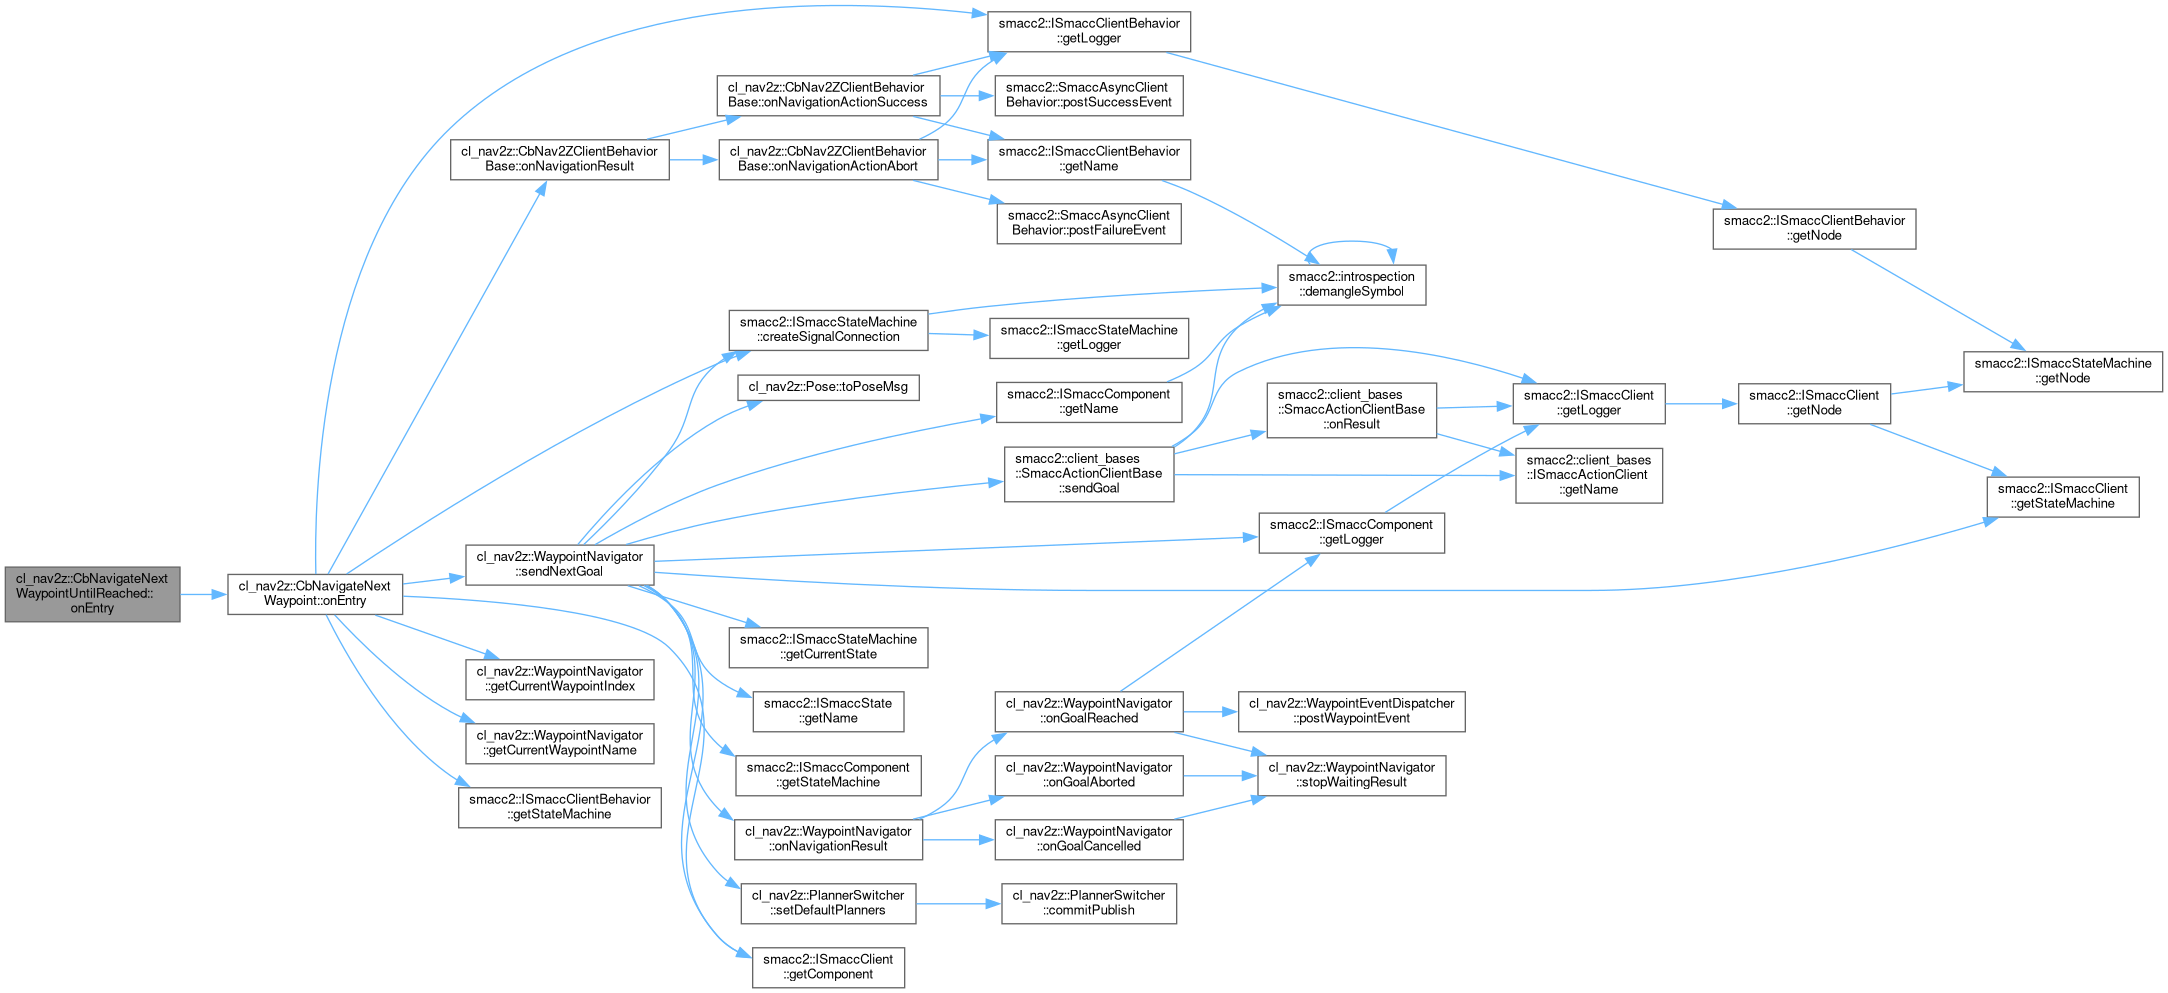 cl_nav2z::CbNavigateNext
WaypointUntilReached::
onEntry
cl_nav2z::CbNavigateNext
Waypoint::onEntry
smacc2::ISmaccClientBehavior
::getLogger
cl_nav2z::CbNav2ZClientBehavior
Base::onNavigationResult
cl_nav2z::CbNav2ZClientBehavior
Base::onNavigationActionSuccess
smacc2::SmaccAsyncClient
Behavior::postSuccessEvent
cl_nav2z::CbNav2ZClientBehavior
Base::onNavigationActionAbort
smacc2::ISmaccClientBehavior
::getName
smacc2::SmaccAsyncClient
Behavior::postFailureEvent
smacc2::ISmaccClientBehavior
::getNode
smacc2::introspection
::demangleSymbol
smacc2::ISmaccStateMachine
::createSignalConnection
smacc2::ISmaccStateMachine
::getLogger
smacc2::ISmaccStateMachine
::getNode
cl_nav2z::Pose::toPoseMsg
smacc2::ISmaccComponent
::getName
smacc2::client_bases
::SmaccActionClientBase
::onResult
smacc2::ISmaccClient
::getLogger
smacc2::ISmaccClient
::getNode
smacc2::client_bases
::SmaccActionClientBase
::sendGoal
smacc2::client_bases
::ISmaccActionClient
::getName
smacc2::ISmaccClient
::getStateMachine
smacc2::ISmaccComponent
::getLogger
cl_nav2z::WaypointNavigator
::sendNextGoal
smacc2::ISmaccStateMachine
::getCurrentState
cl_nav2z::WaypointNavigator
::getCurrentWaypointIndex
smacc2::ISmaccState
::getName
cl_nav2z::WaypointNavigator
::onGoalReached
cl_nav2z::WaypointEventDispatcher
::postWaypointEvent
cl_nav2z::WaypointNavigator
::getCurrentWaypointName
smacc2::ISmaccComponent
::getStateMachine
cl_nav2z::WaypointNavigator
::onGoalAborted
cl_nav2z::WaypointNavigator
::stopWaitingResult
smacc2::ISmaccClientBehavior
::getStateMachine
cl_nav2z::WaypointNavigator
::onNavigationResult
cl_nav2z::WaypointNavigator
::onGoalCancelled
cl_nav2z::PlannerSwitcher
::setDefaultPlanners
cl_nav2z::PlannerSwitcher
::commitPublish
smacc2::ISmaccClient
::getComponent